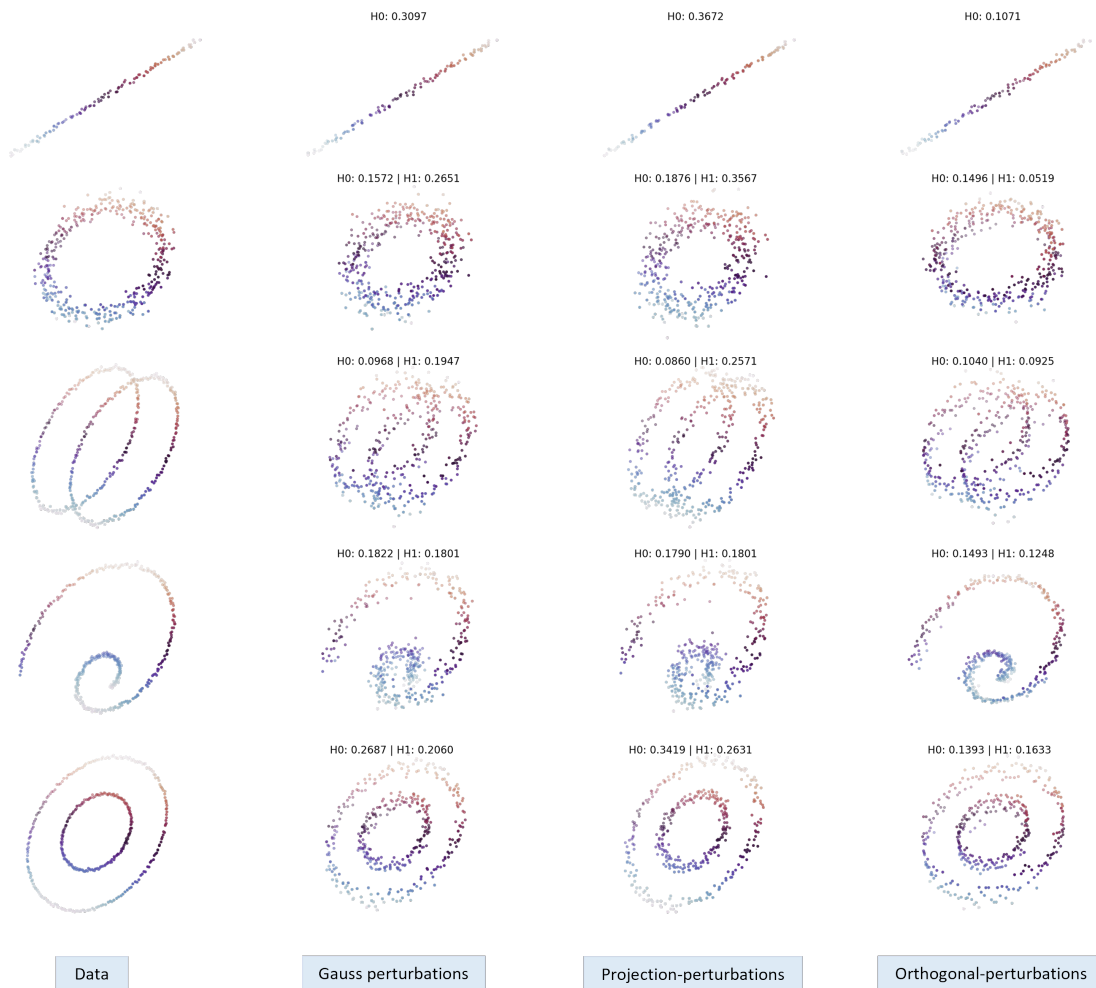 H0: 0.3097
H0: 0.3672
H0: 0.1071
H0: 0.1572 | H1: 0.2651
H0: 0.1876 | H1: 0.3567
H0: 0.1496 | H1: 0.0519
H0: 0.0968 | H1: 0.1947
H0: 0.0860 | H1: 0.2571
H0: 0.1040 | H1: 0.0925
H0: 0.1822 | H1: 0.1801
H0: 0.1790 | H1: 0.1801
H0: 0.1493 | H1: 0.1248
H0: 0.2687 | H1: 0.2060
H0: 0.3419 | H1: 0.2631
H0: 0.1393 | H1: 0.1633
Data
Gauss perturbations
Projection-perturbations
Orthogonal-perturbations